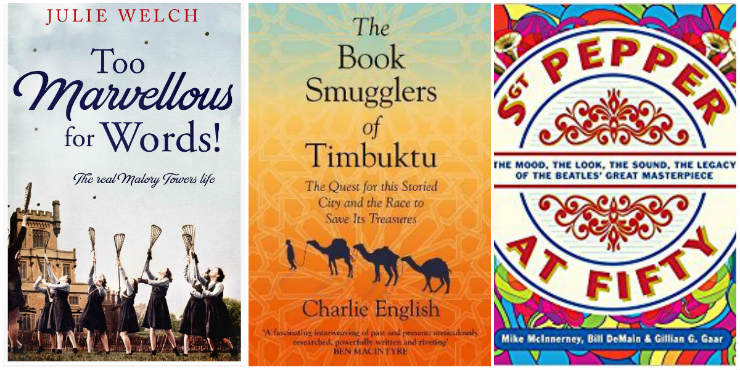 JULIE WELCH
Too
Marvellous
for Words!
The real Malory Towers life
The
Book
Smugglers
of
Timbuktu
The Quest for this Storied
City and the Race to
Save Its Treasures
Charlie English
'A fascinating interweaving of past and present: meticulously
researched, powerfully written and riveting'
BEN MACINTYRE
SGT PEPPER
THE MOOD, THE LOOK, THE SOUND, THE LEGACY
OF THE BEATLES' GREAT MASTERPIECE
AT FIFTY
Mike McInnerney, Bill DeMain & Gillian G. Gaar